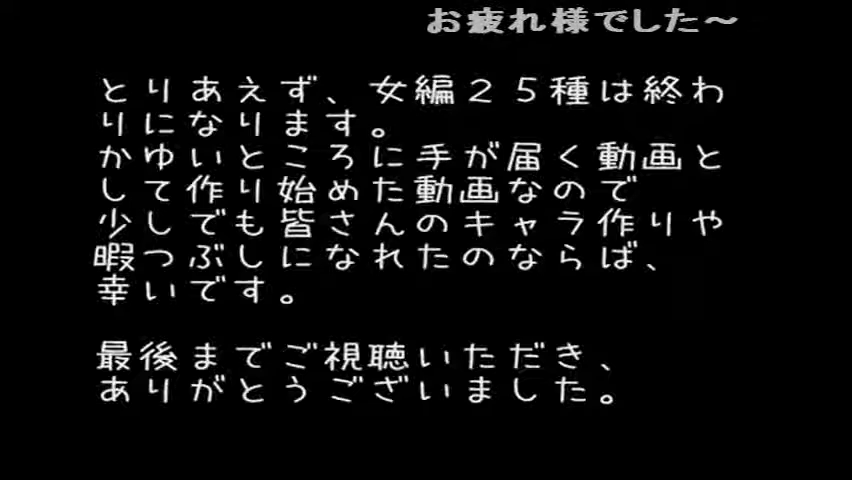 お疲れ様でした～
とりあえず、女編２５種は終わ
りになります。
かゆいところに手が届く動画と
して作り始めた動画なので
少しでも皆さんのキャラ作りや
暇つぶしになれたのならば、
幸いです。
最後までご視聴いただき、
ありがとうございました。